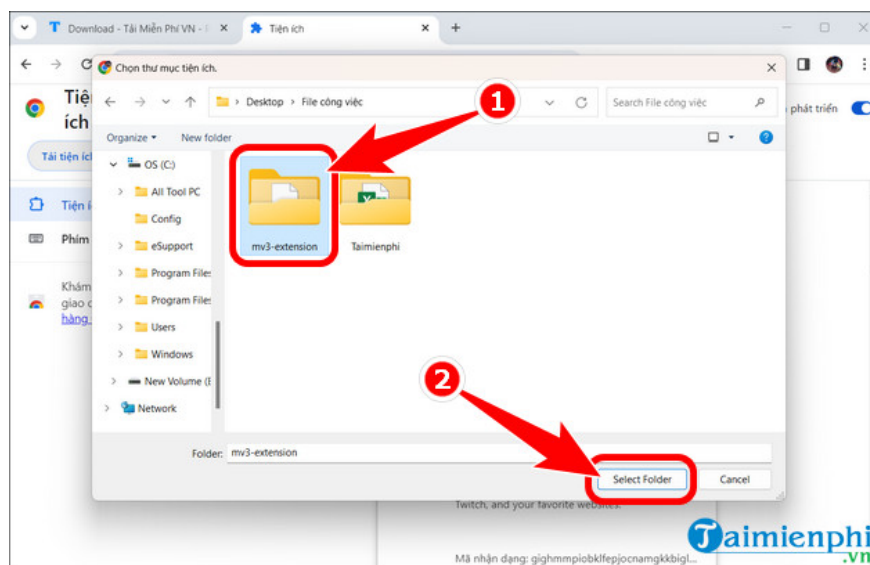 Download - Tải Miễn Phí VN -
Tiện ích
Chọn thư mục tiện ích.
Tiệ
ích
Desktop > File công việc
Search File công việc
phát triển
Organize
New folder
Tải tiện ích
OS (C:)
All Tool PC
Config
eSupport
Program Files
Program Files
Users
Windows
New Volume (E
Network
Tiện í
Phím
Khám
giao c
hàng
mv3-extension
Taimienphi
1
2
Folder:
mv3-extension
Select Folder
Cancel
Twitch, and your favorite websites.
Mã nhận dạng: gighmmpiobklfepjocnamgkkbigl...
Taimienphi
.vn